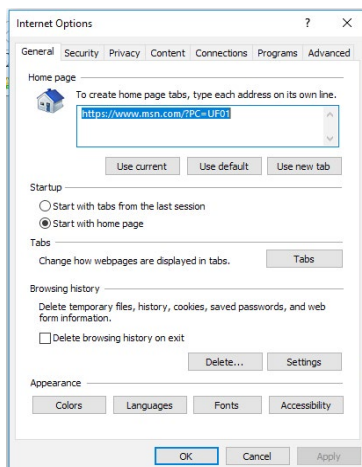 Internet Options ? X
General Security Privacy Content Connections Programs Advanced
Home page
To create home page tabs, type each address on its own line.
https://www.msn.com/?PC=UF01
Use current Use default Use new tab
Startup
Start with tabs from the last session
Start with home page
Tabs
Change how webpages are displayed in tabs. Tabs
Browsing history
Delete temporary files, history, cookies, saved passwords, and web
form information.
Delete browsing history on exit
Delete... Settings
Appearance
Colors Languages Fonts Accessibility
OK Cancel Apply